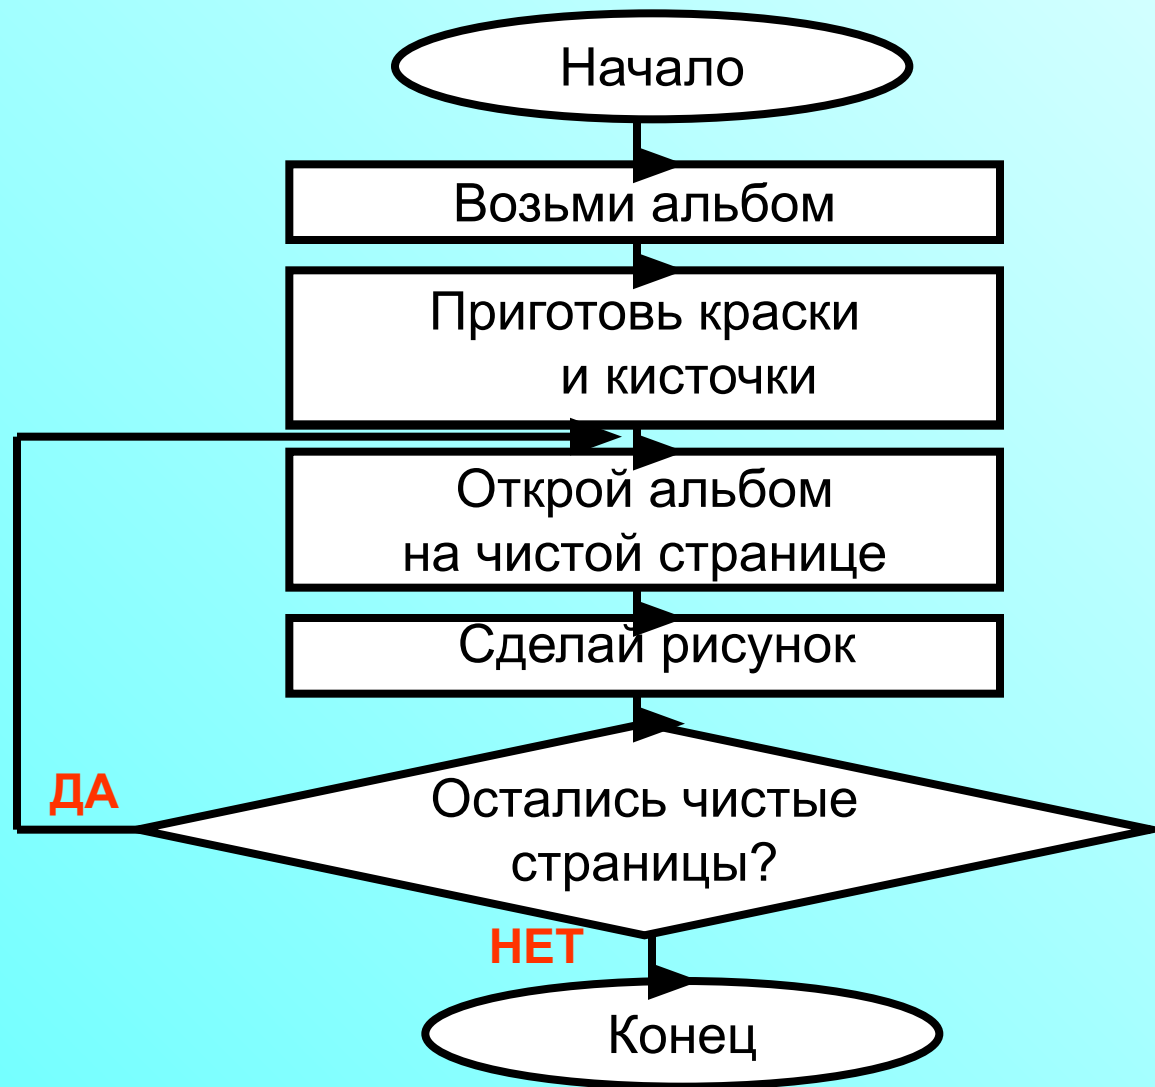 Начало
Возьми альбом
Приготовь краски
и кисточки
Открой альбом
на чистой странице
Сделай рисунок
ДА
Остались чистые
страницы?
НЕТ
Конец